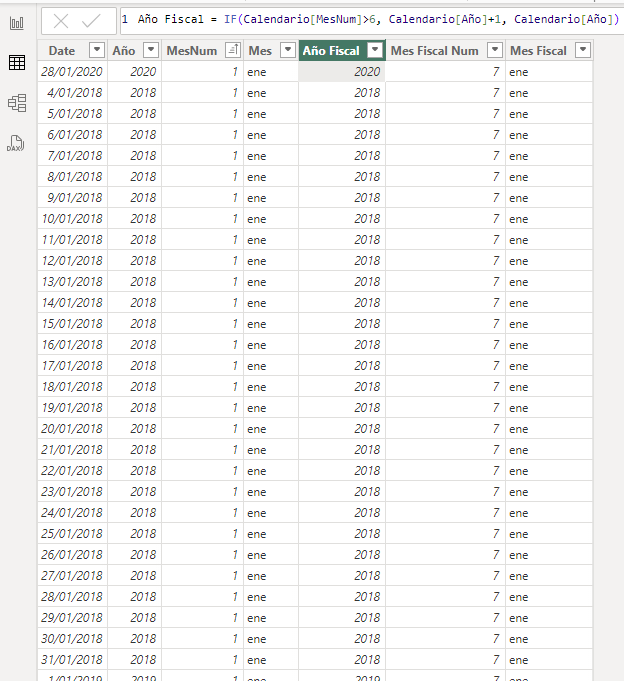 1 Año Fiscal = IF(Calendario[MesNum]>6, Calendario[Año]+1, Calendario[Año])
Date Año MesNum Mes Año Fiscal Mes Fiscal Num Mes Fiscal
28/01/2020 2020 1 ene 2020 7 ene
4/01/2018 2018 1 ene 2018 7 ene
5/01/2018 2018 1 ene 2018 7 ene
6/01/2018 2018 1 ene 2018 7 ene
7/01/2018 2018 1 ene 2018 7 ene
8/01/2018 2018 1 ene 2018 7 ene
9/01/2018 2018 1 ene 2018 7 ene
10/01/2018 2018 1 ene 2018 7 ene
11/01/2018 2018 1 ene 2018 7 ene
12/01/2018 2018 1 ene 2018 7 ene
13/01/2018 2018 1 ene 2018 7 ene
14/01/2018 2018 1 ene 2018 7 ene
15/01/2018 2018 1 ene 2018 7 ene
16/01/2018 2018 1 ene 2018 7 ene
17/01/2018 2018 1 ene 2018 7 ene
18/01/2018 2018 1 ene 2018 7 ene
19/01/2018 2018 1 ene 2018 7 ene
20/01/2018 2018 1 ene 2018 7 ene
21/01/2018 2018 1 ene 2018 7 ene
22/01/2018 2018 1 ene 2018 7 ene
23/01/2018 2018 1 ene 2018 7 ene
24/01/2018 2018 1 ene 2018 7 ene
25/01/2018 2018 1 ene 2018 7 ene
26/01/2018 2018 1 ene 2018 7 ene
27/01/2018 2018 1 ene 2018 7 ene
28/01/2018 2018 1 ene 2018 7 ene
29/01/2018 2018 1 ene 2018 7 ene
30/01/2018 2018 1 ene 2018 7 ene
31/01/2018 2018 1 ene 2018 7 ene
1/01/2019 2019 1 ene 2019 7 ene
DAX